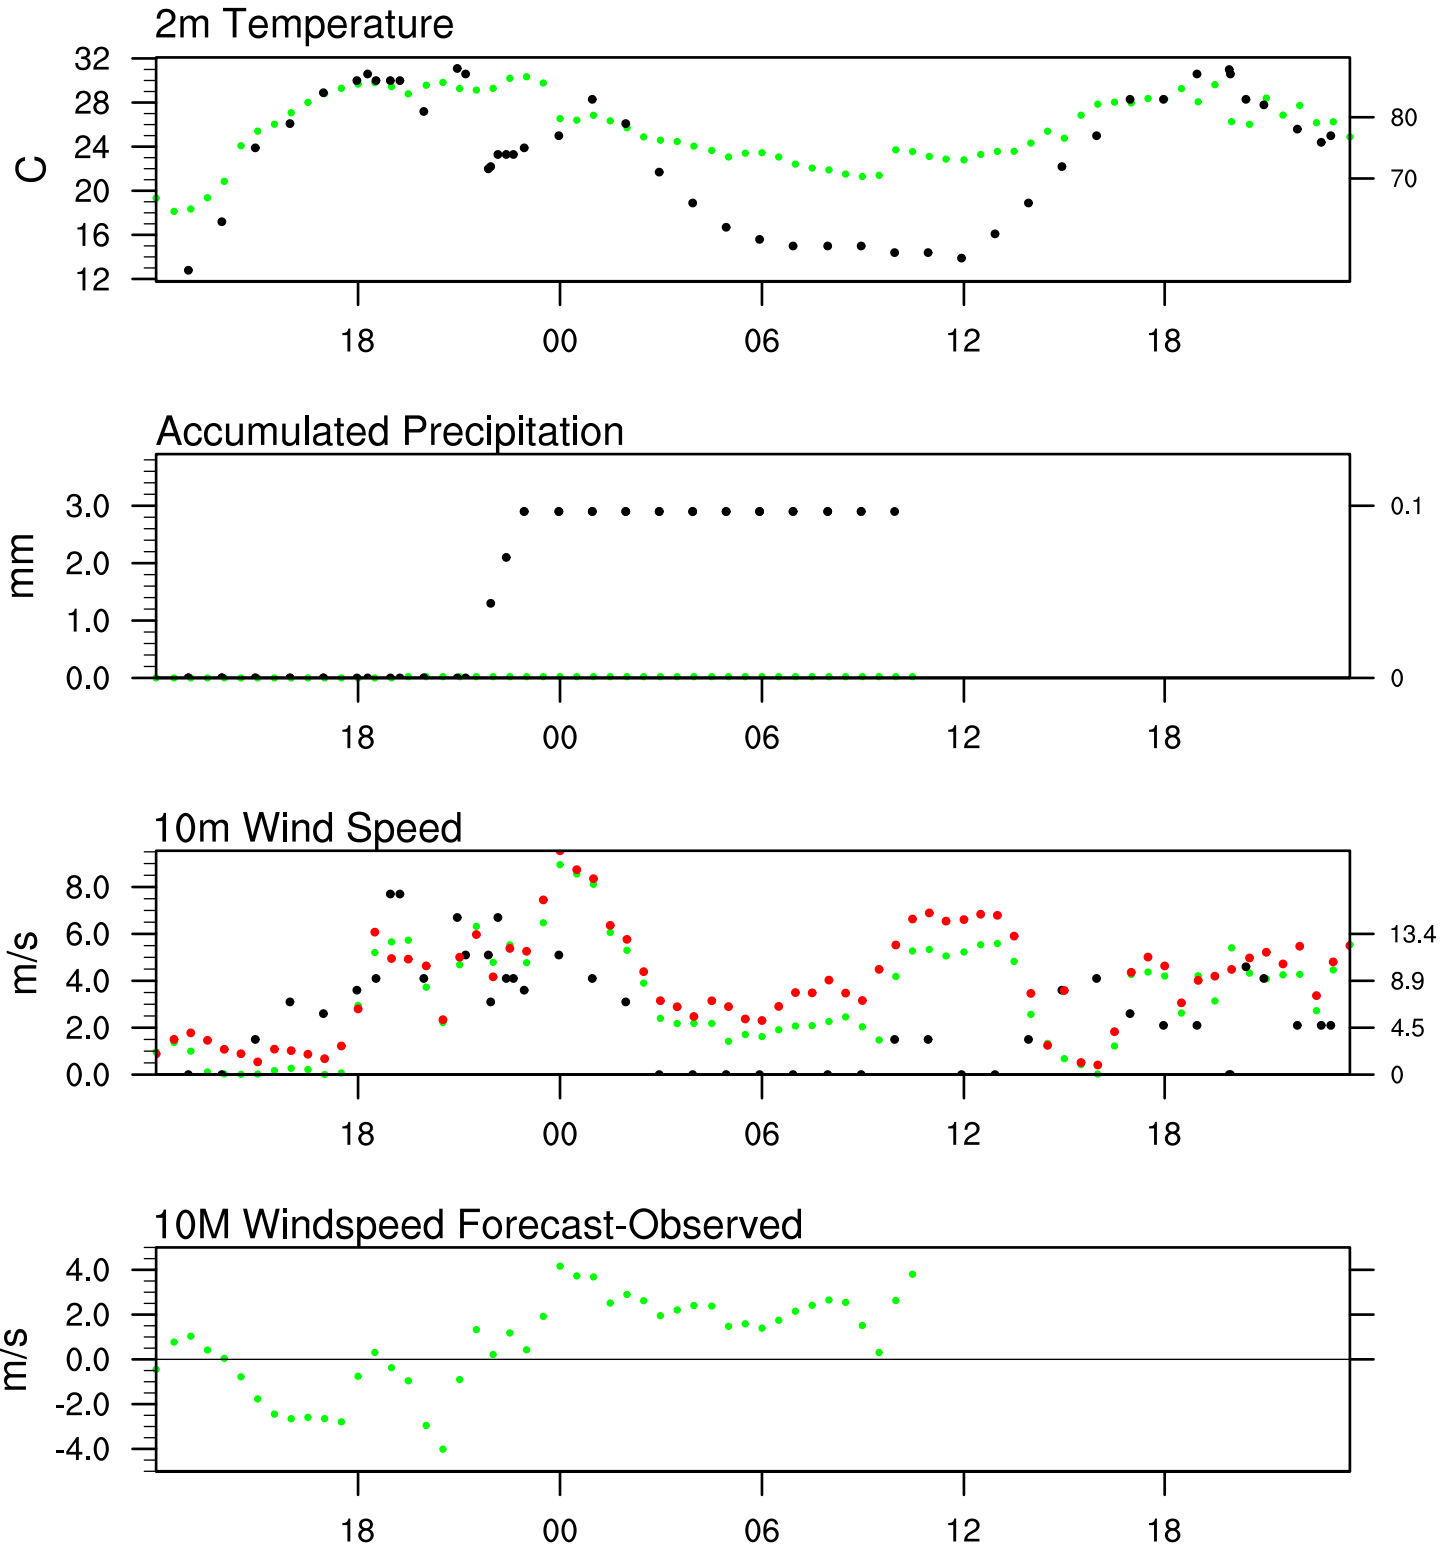 2m Temperature
32
28
24
20
16
12
C
80
70
18 00 06 12 18
Accumulated Precipitation
3.0
2.0
1.0
0.0
mm
0.1
0
18 00 06 12 18
10m Wind Speed
8.0
6.0
4.0
2.0
0.0
m/s
13.4
8.9
4.5
0
18 00 06 12 18
10M Windspeed Forecast-Observed
4.0
2.0
0.0
-2.0
-4.0
m/s
18 00 06 12 18